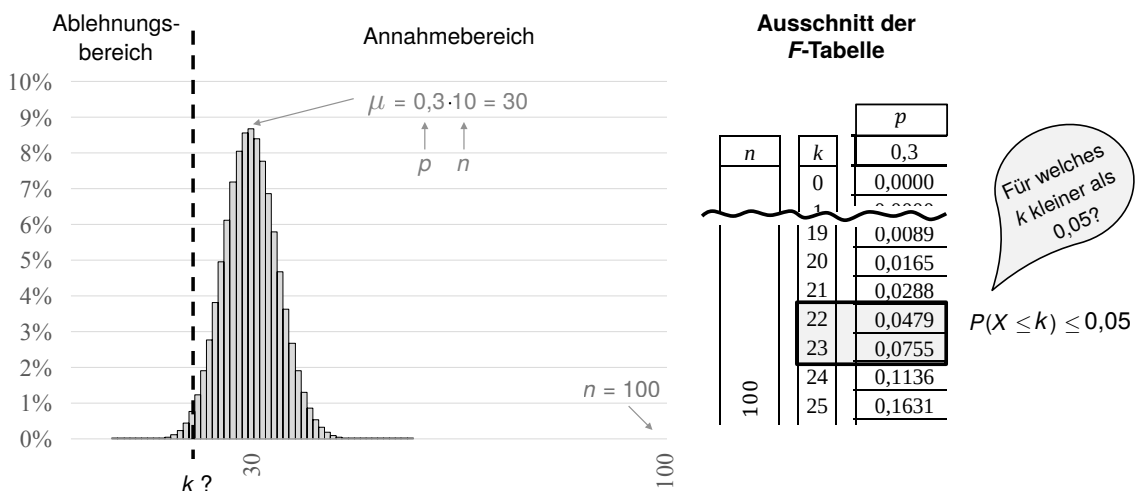 Ablehnungs-
bereich
Annahmebereich
10%
9%
8%
7%
6%
5%
4%
3%
2%
1%
0%
μ = 0,3·10 = 30
p n
n = 100
30
100
k ?
Ausschnitt der
F-Tabelle
p
n k 0,3
0 0,0000
19 0,0089
20 0,0165
21 0,0288
22 0,0479
23 0,0755
24 0,1136
25 0,1631
100
Für welches
k kleiner als
0,05?
P(X ≤ k) ≤ 0,05